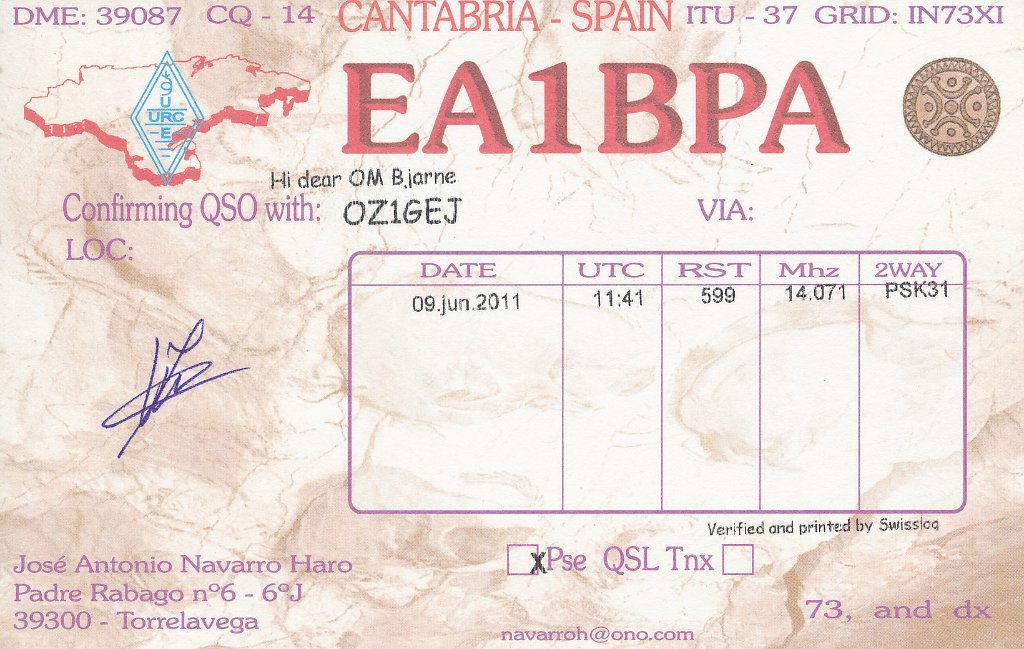 DME: 39087 CQ - 14 CANTABRIA - SPAIN ITU - 37 GRID: IN73XI
EA1BPA
URE
URC
Hi dear OM Bjarne
Confirming QSO with: OZ1GEJ VIA:
LOC:
DATE UTC RST Mhz 2WAY
09.jun.2011 11:41 599 14.071 PSK31
Verified and printed by Swisslog
X Pse QSL Tnx
José Antonio Navarro Haro
Padre Rabago nº6 - 6ºJ
39300 - Torrelavega
73, and dx
navarroh@ono.com